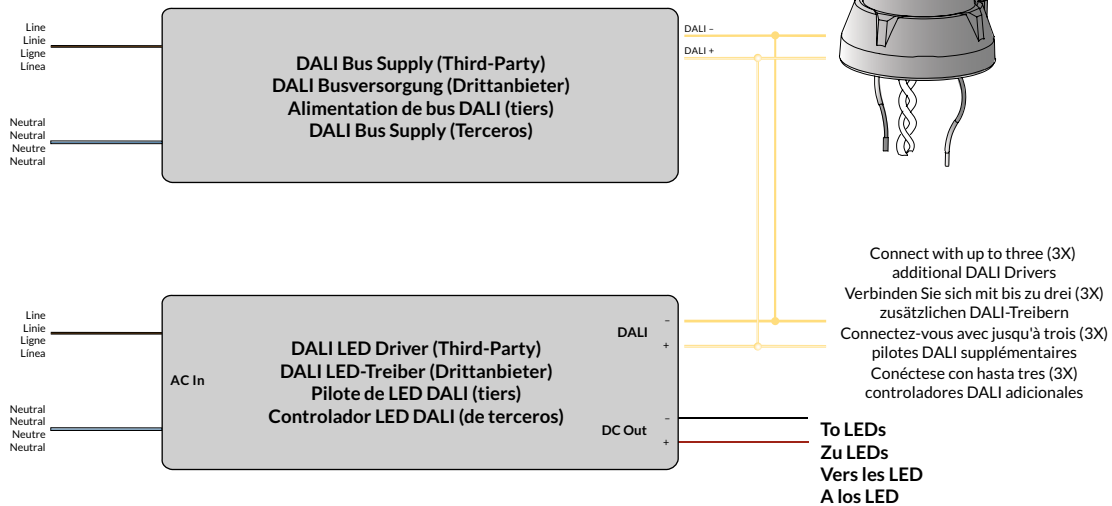 Line
Linie
Ligne
Línea
DALI Bus Supply (Third-Party)
DALI Busversorgung (Drittanbieter)
Alimentation de bus DALI (tiers)
DALI Bus Supply (Terceros)
DALI –
DALI +
Neutral
Neutral
Neutre
Neutral
Connect with up to three (3X)
additional DALI Drivers
Verbinden Sie sich mit bis zu drei (3X)
zusätzlichen DALI-Treibern
Connectez-vous avec jusqu'à trois (3X)
pilotes DALI supplémentaires
Conéctese con hasta tres (3X)
controladores DALI adicionales
Line
Linie
Ligne
Línea
AC In
DALI LED Driver (Third-Party)
DALI LED-Treiber (Drittanbieter)
Pilote de LED DALI (tiers)
Controlador LED DALI (de terceros)
DALI
–
+
Neutral
Neutral
Neutre
Neutral
DC Out
–
+
To LEDs
Zu LEDs
Vers les LED
A los LED